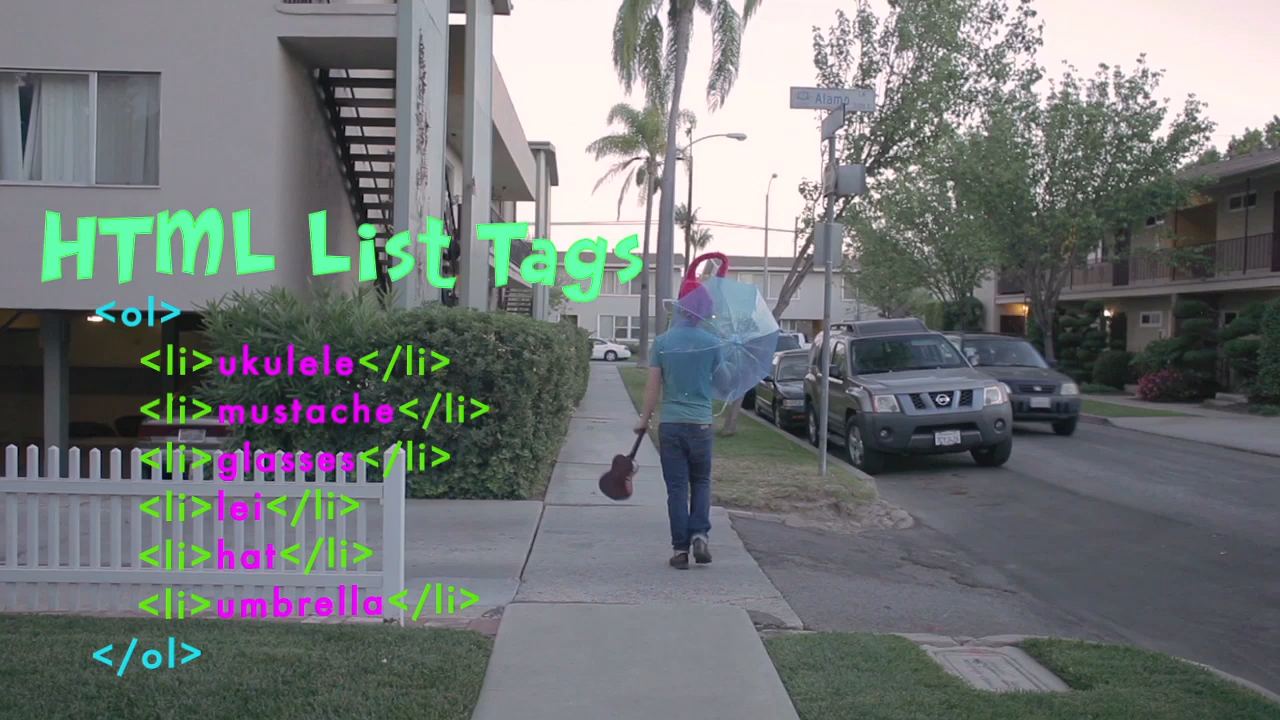 Alamo
HTML List Tags
<ol>
<li>ukulele</li>
<li>mustache</li>
<li>glasses</li>
<li>lei</li>
<li>hat</li>
<li>umbrella</li>
</ol>